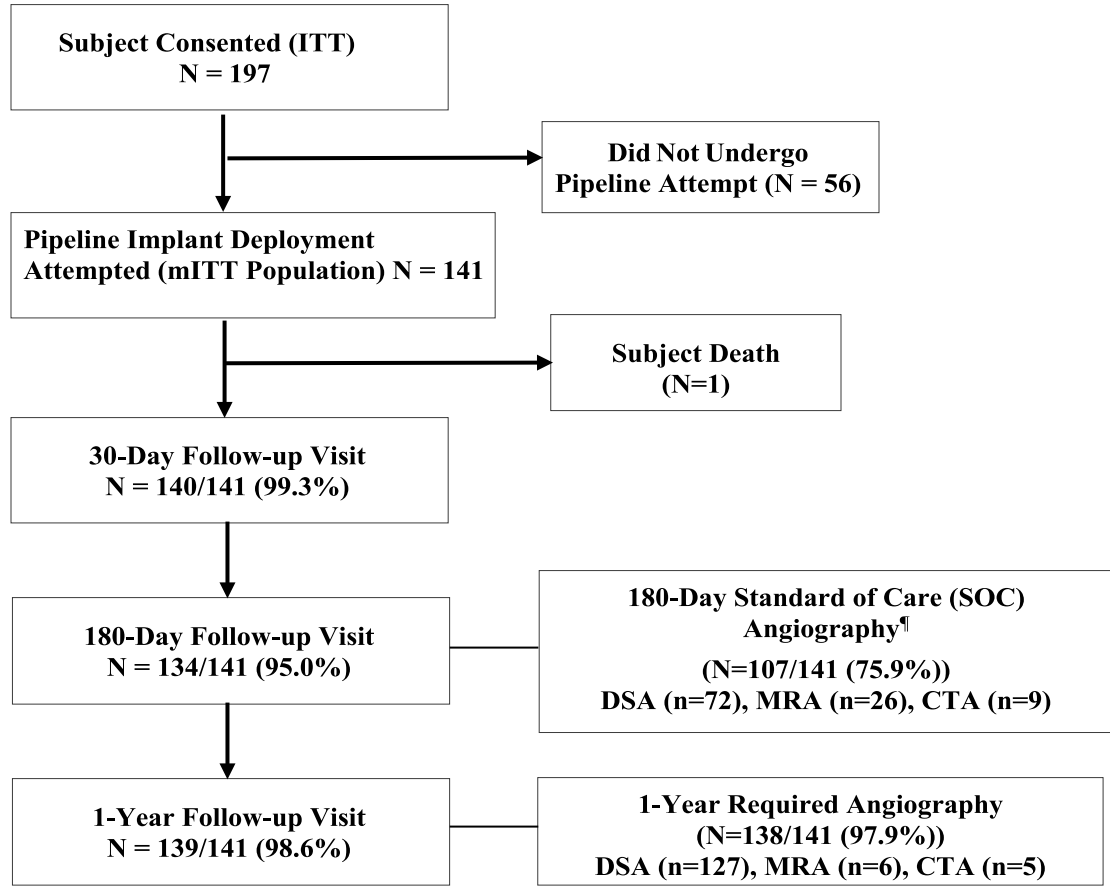 Subject Consented (ITT)
N = 197
Did Not Undergo
Pipeline Attempt (N = 56)
Pipeline Implant Deployment
Attempted (mITT Population) N = 141
Subject Death
(N=1)
30-Day Follow-up Visit
N = 140/141 (99.3%)
180-Day Follow-up Visit
N = 134/141 (95.0%)
180-Day Standard of Care (SOC)
Angiography¶
(N=107/141 (75.9%))
DSA (n=72), MRA (n=26), CTA (n=9)
1-Year Follow-up Visit
N = 139/141 (98.6%)
1-Year Required Angiography
(N=138/141 (97.9%))
DSA (n=127), MRA (n=6), CTA (n=5)